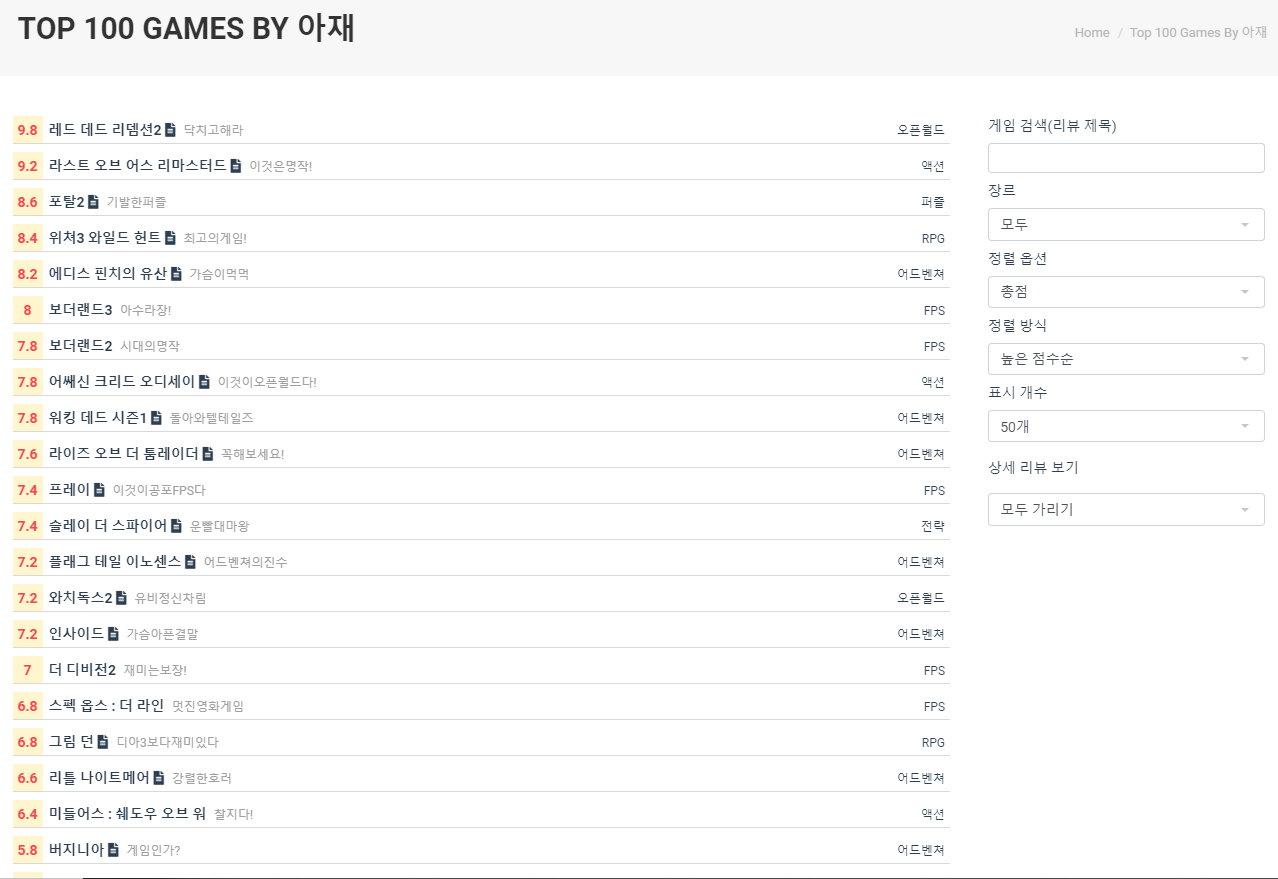 TOP 100 GAMES BY 아재
Home / Top 100 Games By 아재
9.8 레드 데드 리뎀션2 닥치고해라 오픈월드
9.2 라스트 오브 어스 리마스터드 이것은명작! 액션
8.6 포탈2 기발한퍼즐 퍼즐
8.4 위쳐3 와일드 헌트 최고의게임! RPG
8.2 에디스 핀치의 유산 가슴이먹먹 어드벤쳐
8 보더랜드3 아수라장! FPS
7.8 보더랜드2 시대의명작 FPS
7.8 어쌔신 크리드 오디세이 이것이오픈월드다! 액션
7.8 워킹 데드 시즌1 돌아와텔테일즈 어드벤쳐
7.6 라이즈 오브 더 툼레이더 꼭해보세요! 어드벤쳐
7.4 프레이 이것이공포FPS다 FPS
7.4 슬레이 더 스파이어 운빨대마왕 전략
7.2 플래그 테일 이노센스 어드벤쳐의진수 어드벤쳐
7.2 와치독스2 유비정신차림 오픈월드
7.2 인사이드 가슴아픈결말 어드벤쳐
7 더 디비전2 재미는보장! FPS
6.8 스펙 옵스 : 더 라인 멋진영화게임 FPS
6.8 그림 던 디아3보다재미있다 RPG
6.6 리틀 나이트메어 강렬한호러 어드벤쳐
6.4 미들어스 : 쉐도우 오브 워 찰지다! 액션
5.8 버지니아 게임인가? 어드벤쳐
게임 검색(리뷰 제목)
장르
모두
정렬 옵션
총점
정렬 방식
높은 점수순
표시 개수
50개
상세 리뷰 보기
모두 가리기